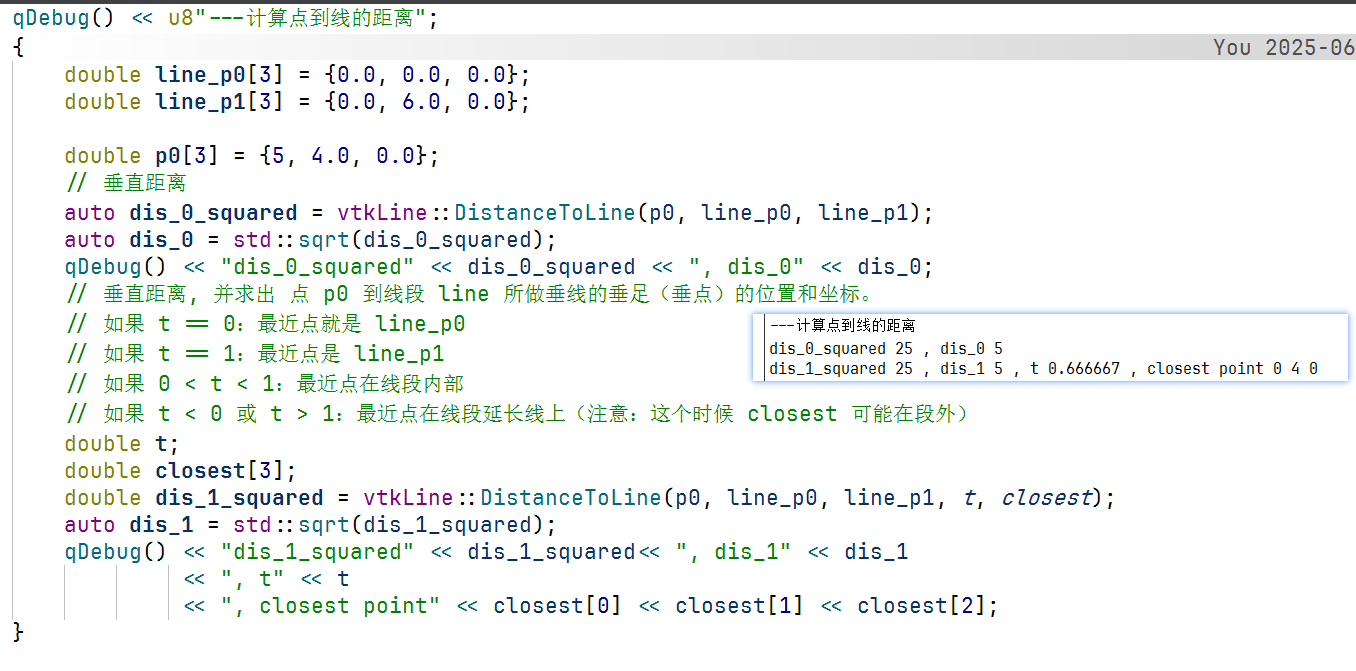 qDebug() << u8"---计算点到线的距离";
{
You 2025-06
    double line_p0[3] = {0.0, 0.0, 0.0};
    double line_p1[3] = {0.0, 6.0, 0.0};
    double p0[3] = {5, 4.0, 0.0};
    // 垂直距离
    auto dis_0_squared = vtkLine::DistanceToLine(p0, line_p0, line_p1);
    auto dis_0 = std::sqrt(dis_0_squared);
    qDebug() << "dis_0_squared" << dis_0_squared << ", dis_0" << dis_0;
    // 垂直距离, 并求出 点 p0 到线段 line 所做垂线的垂足（垂点）的位置和坐标。
    // 如果 t == 0：最近点就是 line_p0
    // 如果 t == 1：最近点是 line_p1
    // 如果 0 < t < 1：最近点在线段内部
    // 如果 t < 0 或 t > 1：最近点在线段延长线上（注意：这个时候 closest 可能在段外）
    double t;
    double closest[3];
    double dis_1_squared = vtkLine::DistanceToLine(p0, line_p0, line_p1, t, closest);
    auto dis_1 = std::sqrt(dis_1_squared);
    qDebug() << "dis_1_squared" << dis_1_squared<< ", dis_1" << dis_1
             << ", t" << t
             << ", closest point" << closest[0] << closest[1] << closest[2];
}
---计算点到线的距离
dis_0_squared 25 , dis_0 5
dis_1_squared 25 , dis_1 5 , t 0.666667 , closest point 0 4 0